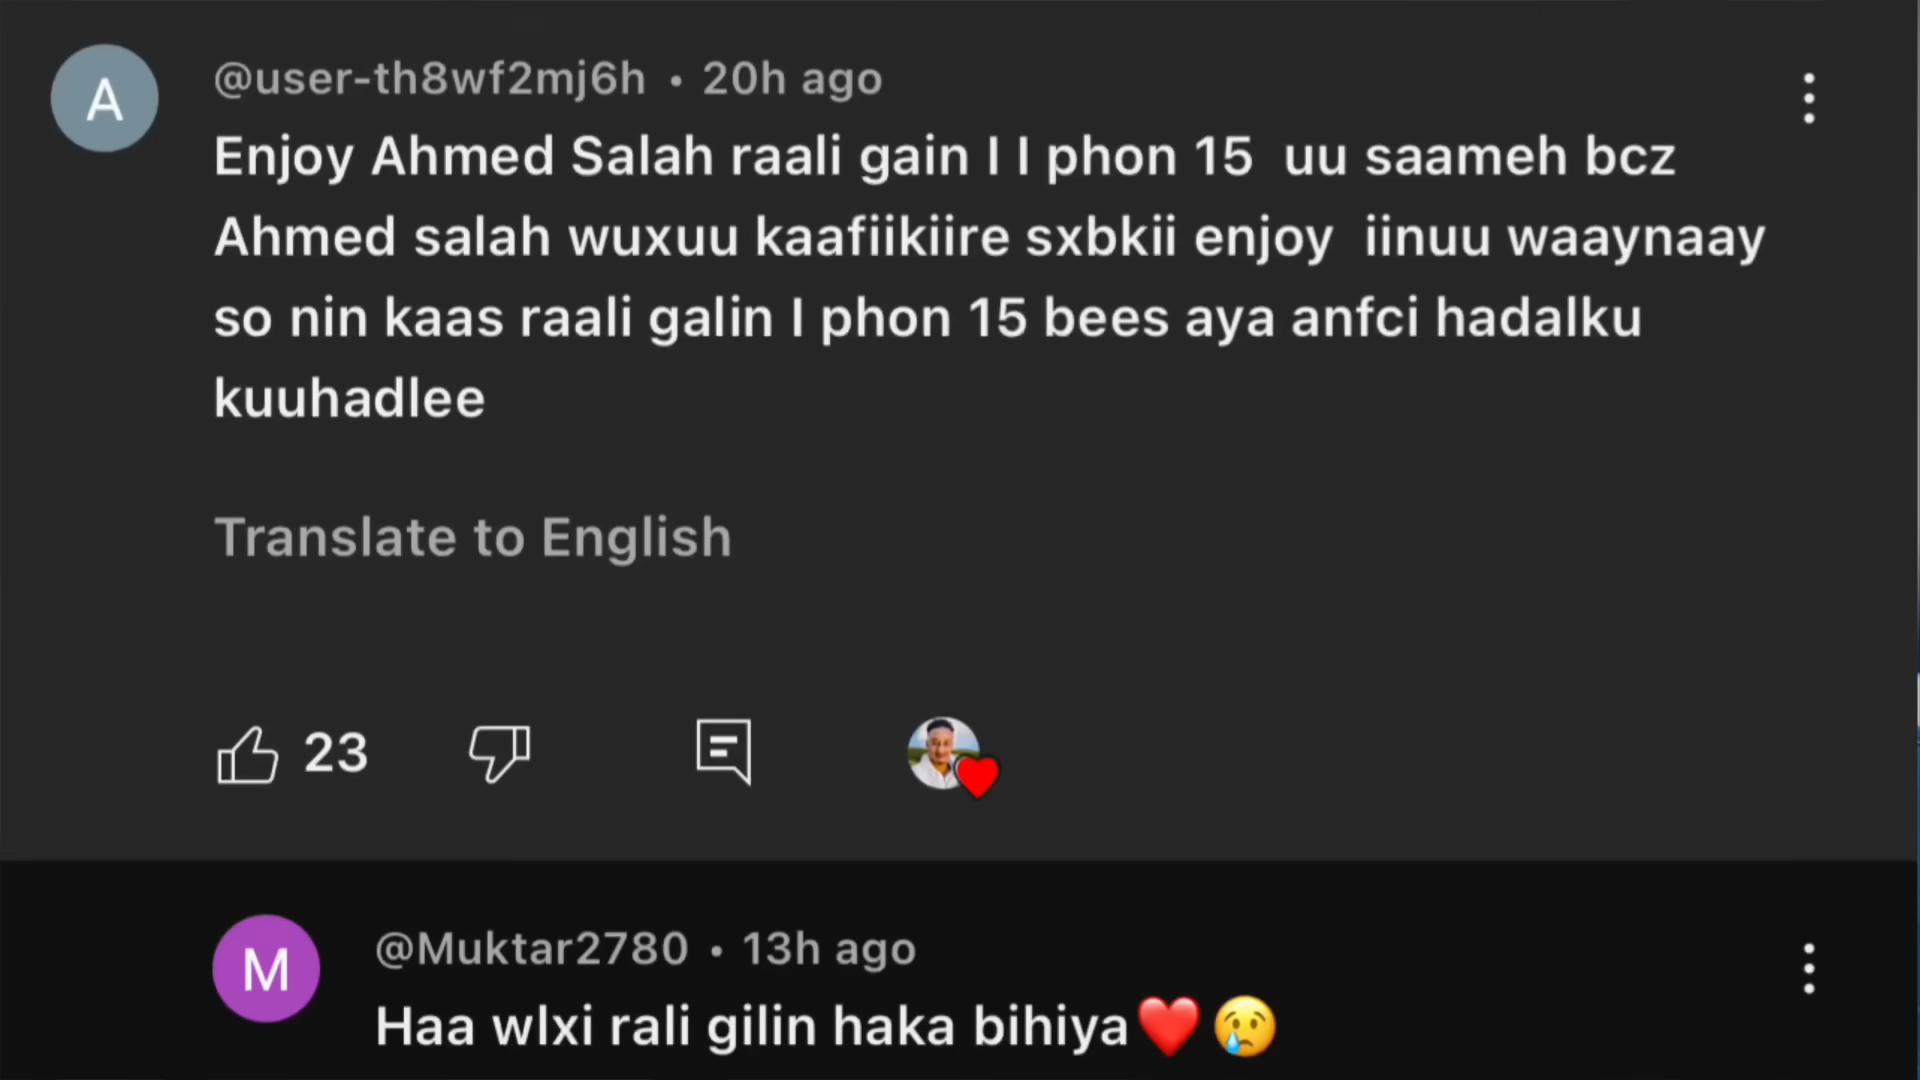 A
@user-th8wf2mj6h • 20h ago
Enjoy Ahmed Salah raali gain I I phon 15 uu saameh bcz
Ahmed salah wuxuu kaafiikiire sxbkii enjoy iinuu waaynaay
so nin kaas raali galin I phon 15 bees aya anfci hadalku
kuuhadlee
Translate to English
23
M
@Muktar2780 • 13h ago
Haa wlxi rali gilin haka bihiya❤️😢